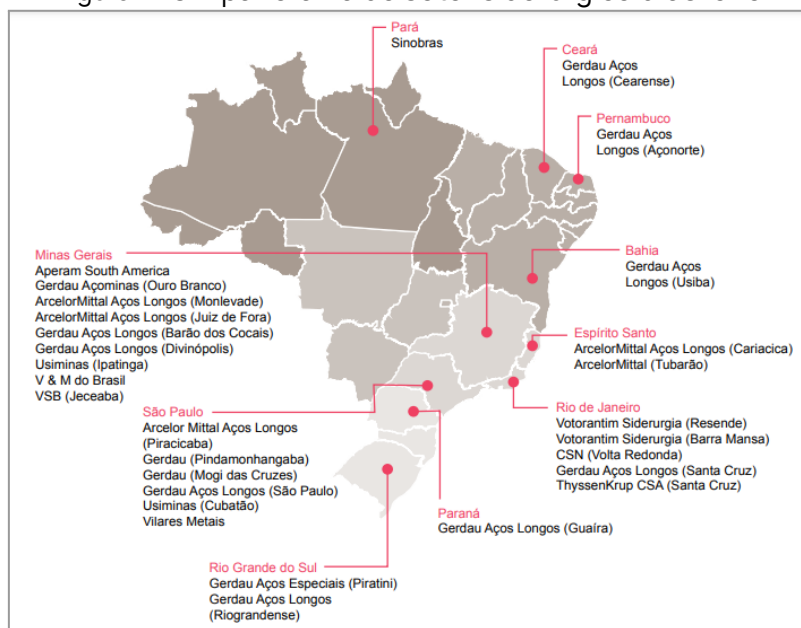 Pará
Sinobras
Ceará
Gerdau Aços
Longos (Cearense)
Pernambuco
Gerdau Aços
Longos (Açonorte)
Minas Gerais
Aperam South America
Gerdau Açominas (Ouro Branco)
ArcelorMittal Aços Longos (Monlevade)
ArcelorMittal Aços Longos (Juiz de Fora)
Gerdau Aços Longos (Barão dos Cocais)
Gerdau Aços Longos (Divinópolis)
Usiminas (Ipatinga)
V & M do Brasil
VSB (Jeceaba)
Bahia
Gerdau Aços
Longos (Usiba)
Espírito Santo
ArcelorMittal Aços Longos (Cariacica)
ArcelorMittal (Tubarão)
São Paulo
Arcelor Mittal Aços Longos
(Piracicaba)
Gerdau (Pindamonhangaba)
Gerdau (Mogi das Cruzes)
Gerdau Aços Longos (São Paulo)
Usiminas (Cubatão)
Vilares Metais
Rio de Janeiro
Votorantim Siderurgia (Resende)
Votorantim Siderurgia (Barra Mansa)
CSN (Volta Redonda)
Gerdau Aços Longos (Santa Cruz)
ThyssenKrup CSA (Santa Cruz)
Paraná
Gerdau Aços Longos (Guaíra)
Rio Grande do Sul
Gerdau Aços Especiais (Piratini)
Gerdau Aços Longos
(Riograndense)